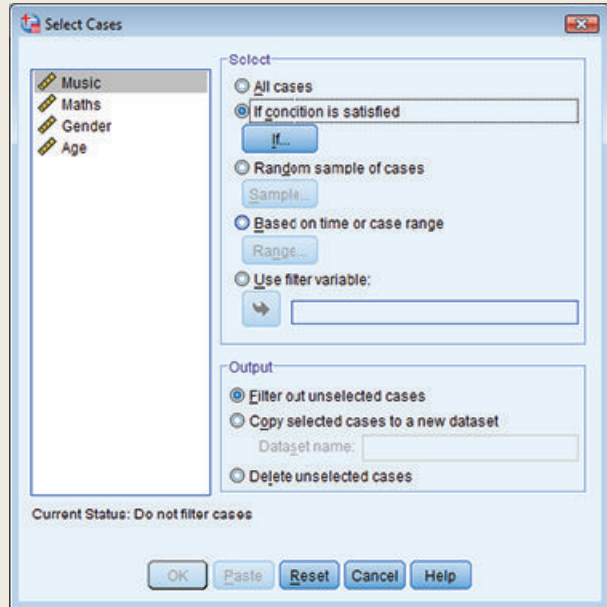 Select Cases
Music
Maths
Gender
Age
Select
All cases
If condition is satisfied
If...
Random sample of cases
Sample...
Based on time or case range
Range...
Use filter variable:
Output
Filter out unselected cases
Copy selected cases to a new dataset
Dataset name:
Delete unselected cases
Current Status: Do not filter cases
OK Paste Reset Cancel Help